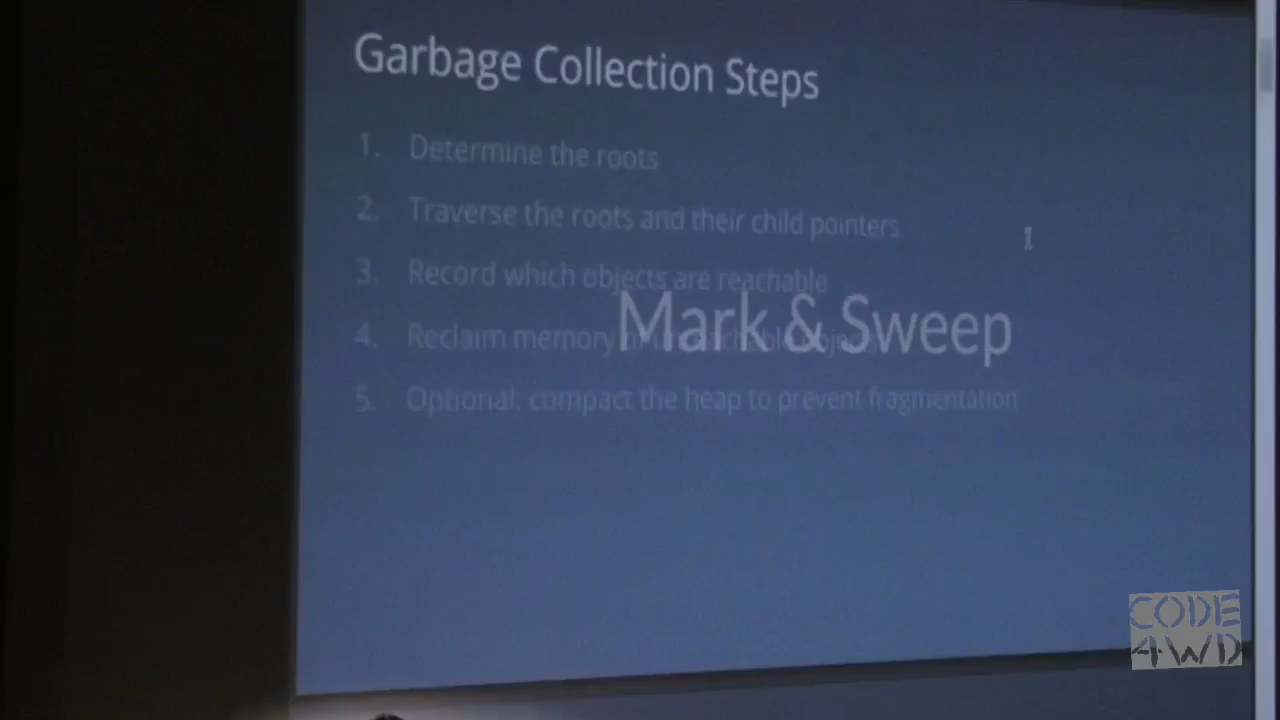 Garbage Collection Steps
1. Determine the roots
2. Traverse the roots and their child pointers
3. Record which objects are reachable
Mark & Sweep
4. Reclaim memory
5. Optional: compact the heap to prevent fragmentation
CODE
4WD